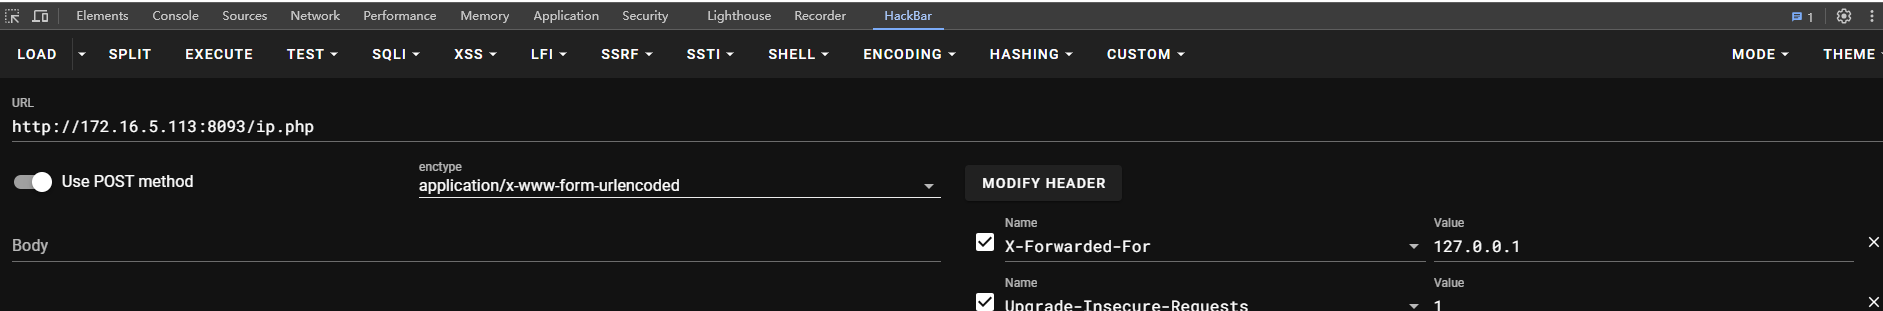 Elements Console Sources Network Performance Memory Application Security Lighthouse Recorder HackBar 1
LOAD SPLIT EXECUTE TEST SQLI XSS LFI SSRF SSTI SHELL ENCODING HASHING CUSTOM MODE THEME
URL
http://172.16.5.113:8093/ip.php
Use POST method
enctype
application/x-www-form-urlencoded
MODIFY HEADER
Name Value
X-Forwarded-For 127.0.0.1
Body
Name Value
Upgrade-Insecure-Requests 1